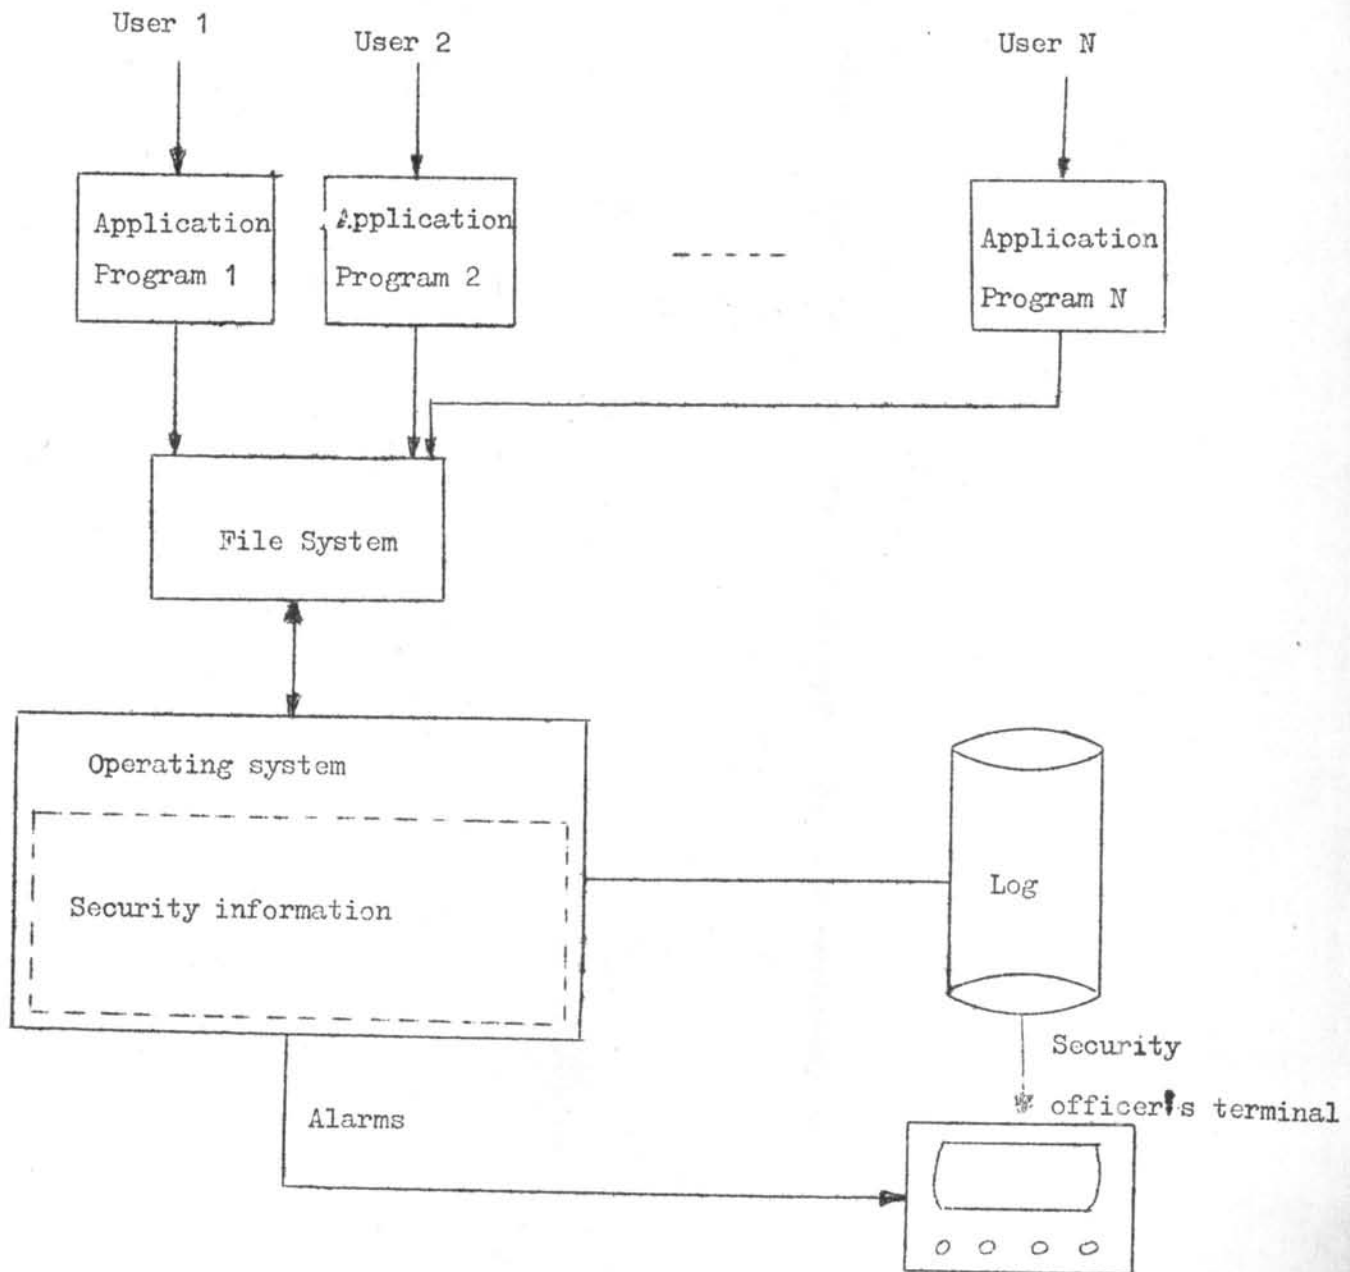 User 1
User 2
User N
Application
Program 1
Application
Program 2
Application
Program N
File System
Operating system
Security information
Log
Security
officer's terminal
Alarms